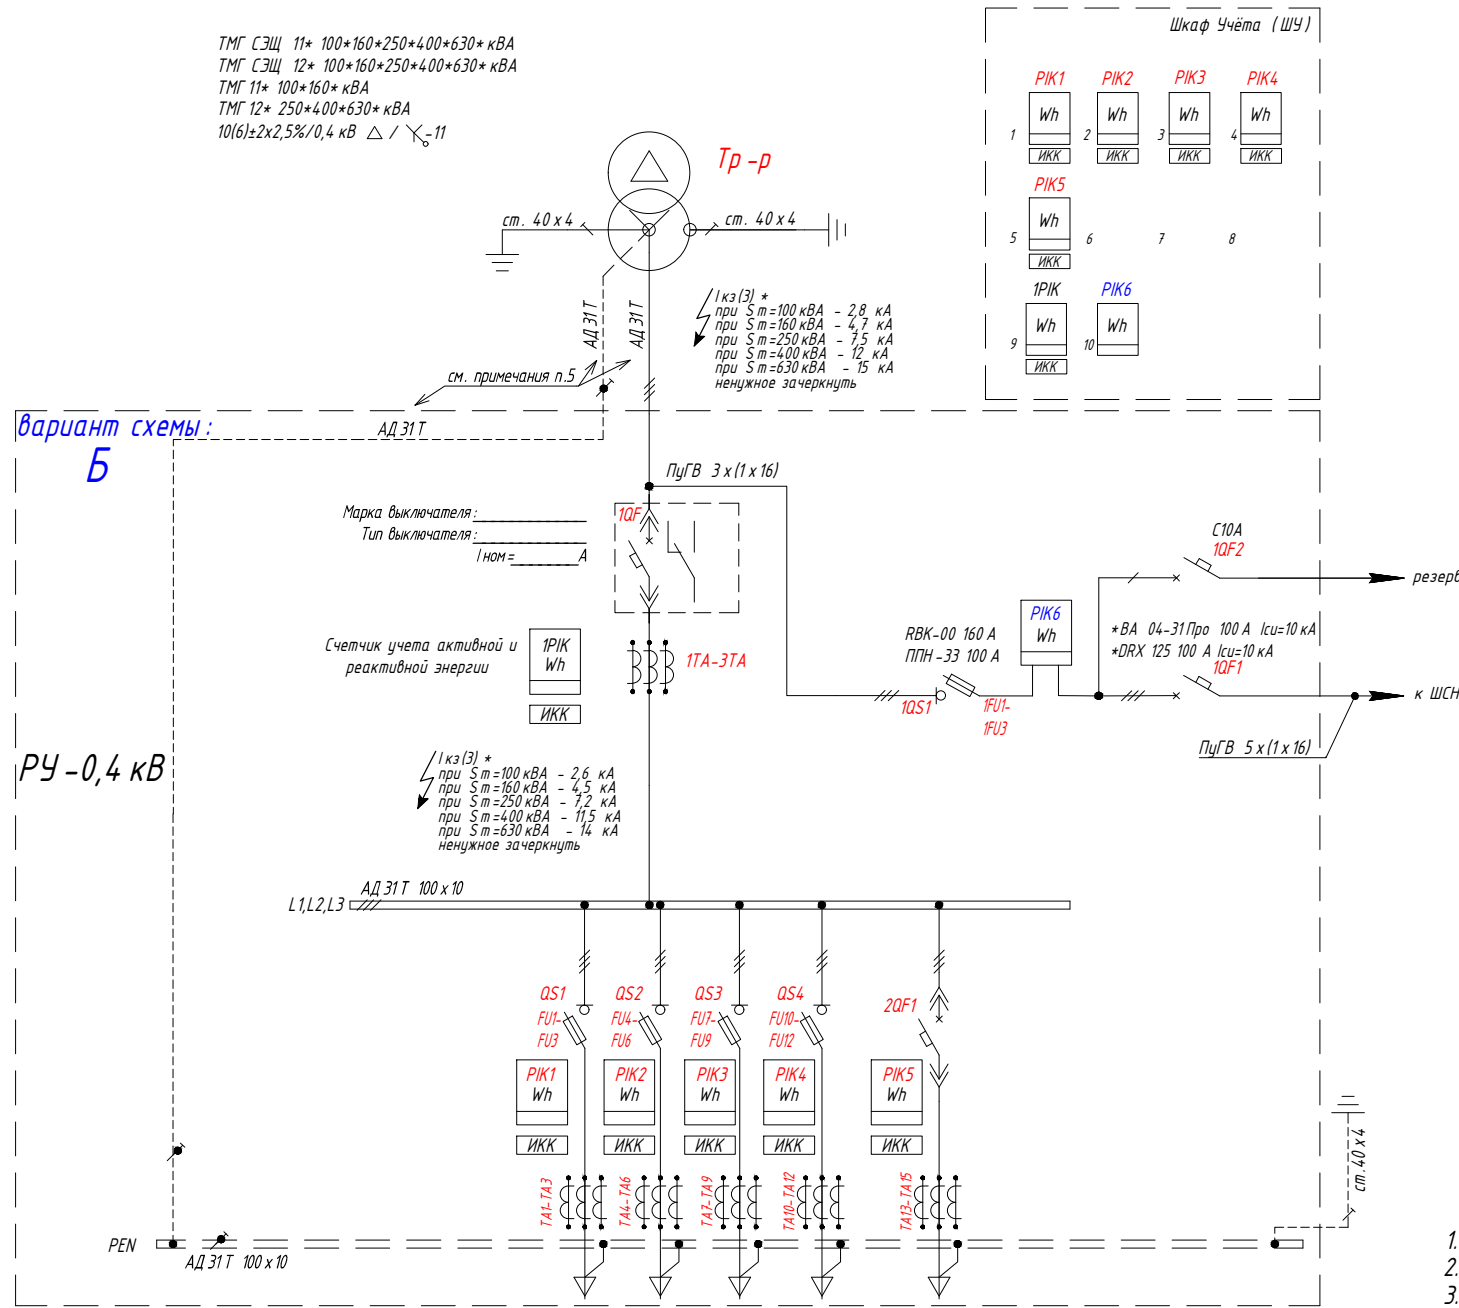 ТМГ СЭЩ 11* 100*160*250*400*630* кВА
ТМГ СЭЩ 12* 100*160*250*400*630* кВА
ТМГ 11* 100*160* кВА
ТМГ 12* 250*400*630* кВА
10(6)±2х2,5%/0,4 кВ △ / -11
Тр-р
ст. 40 х 4
ст. 40 х 4
АД 31 Т
АД 31 Т
I кз(3) *
при S т=100 кВА - 2,8 кА
при S т=160 кВА - 4,7 кА
при S т=250 кВА - 7,5 кА
при S т=400 кВА - 12 кА
при S т=630 кВА - 15 кА
ненужное зачеркнуть
см. примечания п.5
Шкаф Учёта (ШУ)
PIK1 PIK2 PIK3 PIK4
Wh Wh Wh Wh
1 2 3 4
ИКК ИКК ИКК ИКК
PIK5
Wh
5 6 7 8
ИКК
1PIK PIK6
Wh Wh
9 10
ИКК
вариант схемы:
Б
АД 31 Т
ПуГВ 3 х (1 х 16)
Марка выключателя:
Тип выключателя:
I ном= А
1QF
Счетчик учета активной и
реактивной энергии
1PIK
Wh
ИКК
1ТА-3ТА
RBK-00 160 А
ППН-33 100 А
1QS1
1FU1-
1FU3
PIK6
Wh
С10А
1QF2
резерв
*ВА 04-31Про 100 А Icu=10 кА
*DRX 125 100 А Icu=10 кА
1QF1
к ШСН
ПуГВ 5 х (1 х 16)
РУ-0,4 кВ
I кз(3) *
при S т=100 кВА - 2,6 кА
при S т=160 кВА - 4,5 кА
при S т=250 кВА - 7,2 кА
при S т=400 кВА - 11,5 кА
при S т=630 кВА - 14 кА
ненужное зачеркнуть
АД 31 Т 100 х 10
L1,L2,L3
QS1 QS2 QS3 QS4 2QF1
FU1- FU4- FU7- FU10-
FU3 FU6 FU9 FU12
PIK1 PIK2 PIK3 PIK4 PIK5
Wh Wh Wh Wh Wh
ИКК ИКК ИКК ИКК ИКК
ТА1-ТА3 ТА4-ТА6 ТА7-ТА9 ТА10-ТА12 ТА13-ТА15
ст.40 х 4
PEN
АД 31 Т 100 х 10
1.
2.
3.